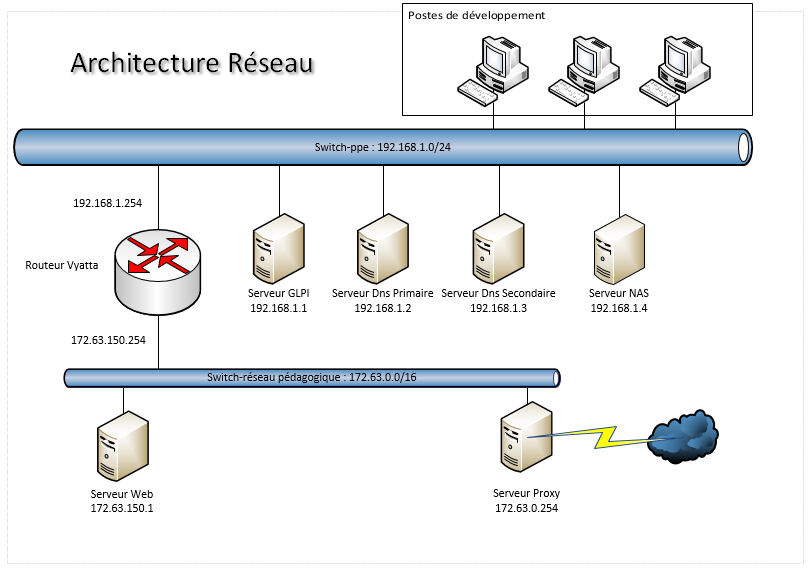 Postes de développement
Architecture Réseau
Switch-ppe : 192.168.1.0/24
192.168.1.254
Routeur Vyatta
Serveur GLPI
192.168.1.1
Serveur Dns Primaire
192.168.1.2
Serveur Dns Secondaire
192.168.1.3
Serveur NAS
192.168.1.4
172.63.150.254
Switch-réseau pédagogique : 172.63.0.0/16
Serveur Web
172.63.150.1
Serveur Proxy
172.63.0.254